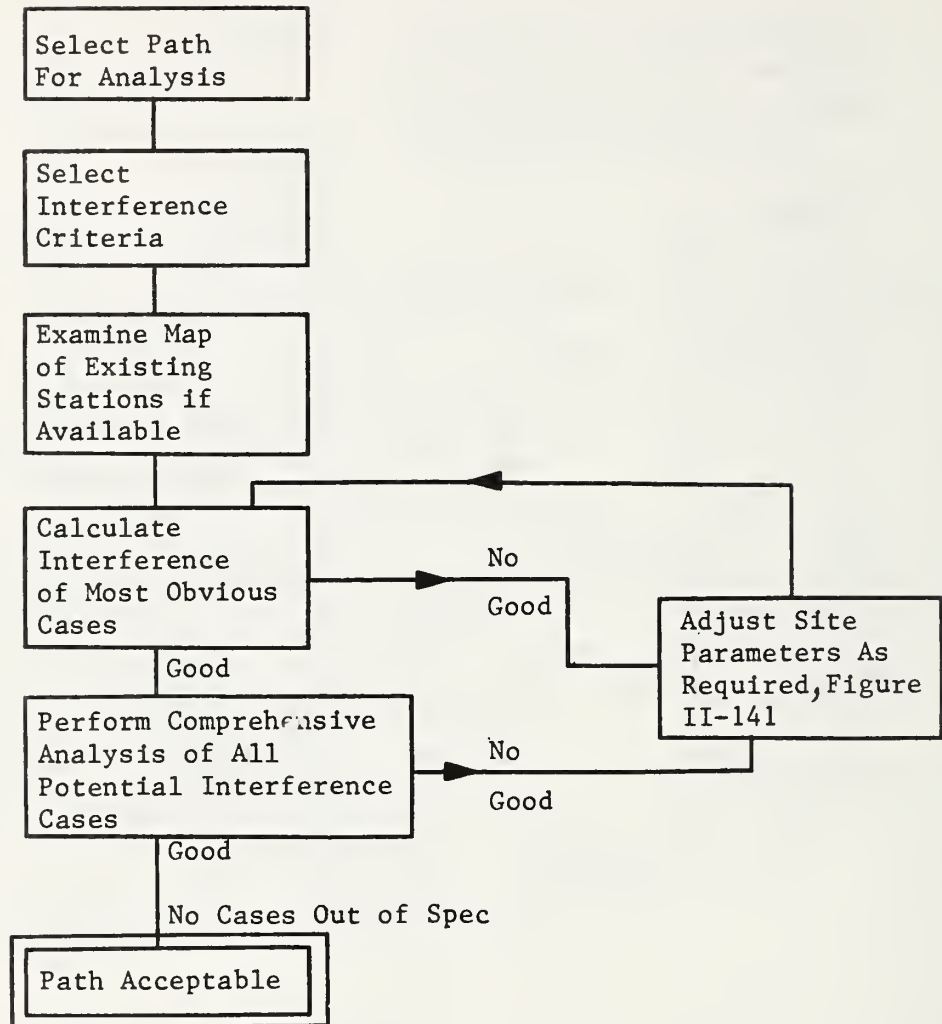 Select Path
For Analysis
Select
Interference
Criteria
Examine Map
of Existing
Stations if
Available
Calculate
Interference
of Most Obvious
Cases
No
Good
Adjust Site
Parameters As
Required, Figure
II-141
Good
Perform Comprehensive
Analysis of All
Potential Interference
Cases
No
Good
Good
No Cases Out of Spec
Path Acceptable